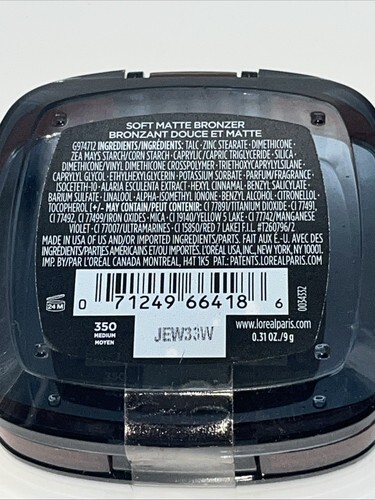 SOFT MATTE BRONZER
BRONZANT DOUCE ET MATTE
G974712 INGREDIENTS/INGRÉDIENTS: TALC • ZINC STEARATE • DIMETHICONE •
ZEA MAYS STARCH/CORN STARCH • CAPRYLIC/CAPRIC TRIGLYCERIDE • SILICA •
DIMETHICONE/VINYL DIMETHICONE CROSSPOLYMER • TRIETHOXYCAPRYLYLSILANE •
CAPRYLYL GLYCOL • ETHYLHEXYLGLYCERIN • POTASSIUM SORBATE • PARFUM/FRAGRANCE •
ISOCETETH-10 • ALARIA ESCULENTA EXTRACT • HEXYL CINNAMAL • BENZYL SALICYLATE •
BARIUM SULFATE • LINALOOL • ALPHA-ISOMETHYL IONONE • BENZYL ALCOHOL • CITRONELLOL •
TOCOPHEROL (+/- MAY CONTAIN/PEUT CONTENIR: CI 77891/TITANIUM DIOXIDE • CI 77491,
CI 77492, CI 77499/IRON OXIDES • MICA • CI 19140/YELLOW 5 LAKE • CI 77742/MANGANESE
VIOLET • CI 77007/ULTRAMARINES • CI 15850/RED 7 LAKE) F.I.L. #T260796/2
MADE IN USA OF US AND/OR IMPORTED INGREDIENTS/PARTS. FAIT AUX É.-U. AVEC DES
INGRÉDIENTS/PARTIES AMÉRICAINS ET/OU IMPORTÉS. L'ORÉAL USA, INC., NEW YORK, NY 10001.
IMP. BY/PAR L'ORÉAL CANADA MONTREAL, H4T 1K5 PAT.: PATENTS.LOREALPARIS.COM
24 M
0 71249 66418 6
0034332
350
MEDIUM
MOYEN
JEW33W
www.lorealparis.com
0.31 OZ./9 g